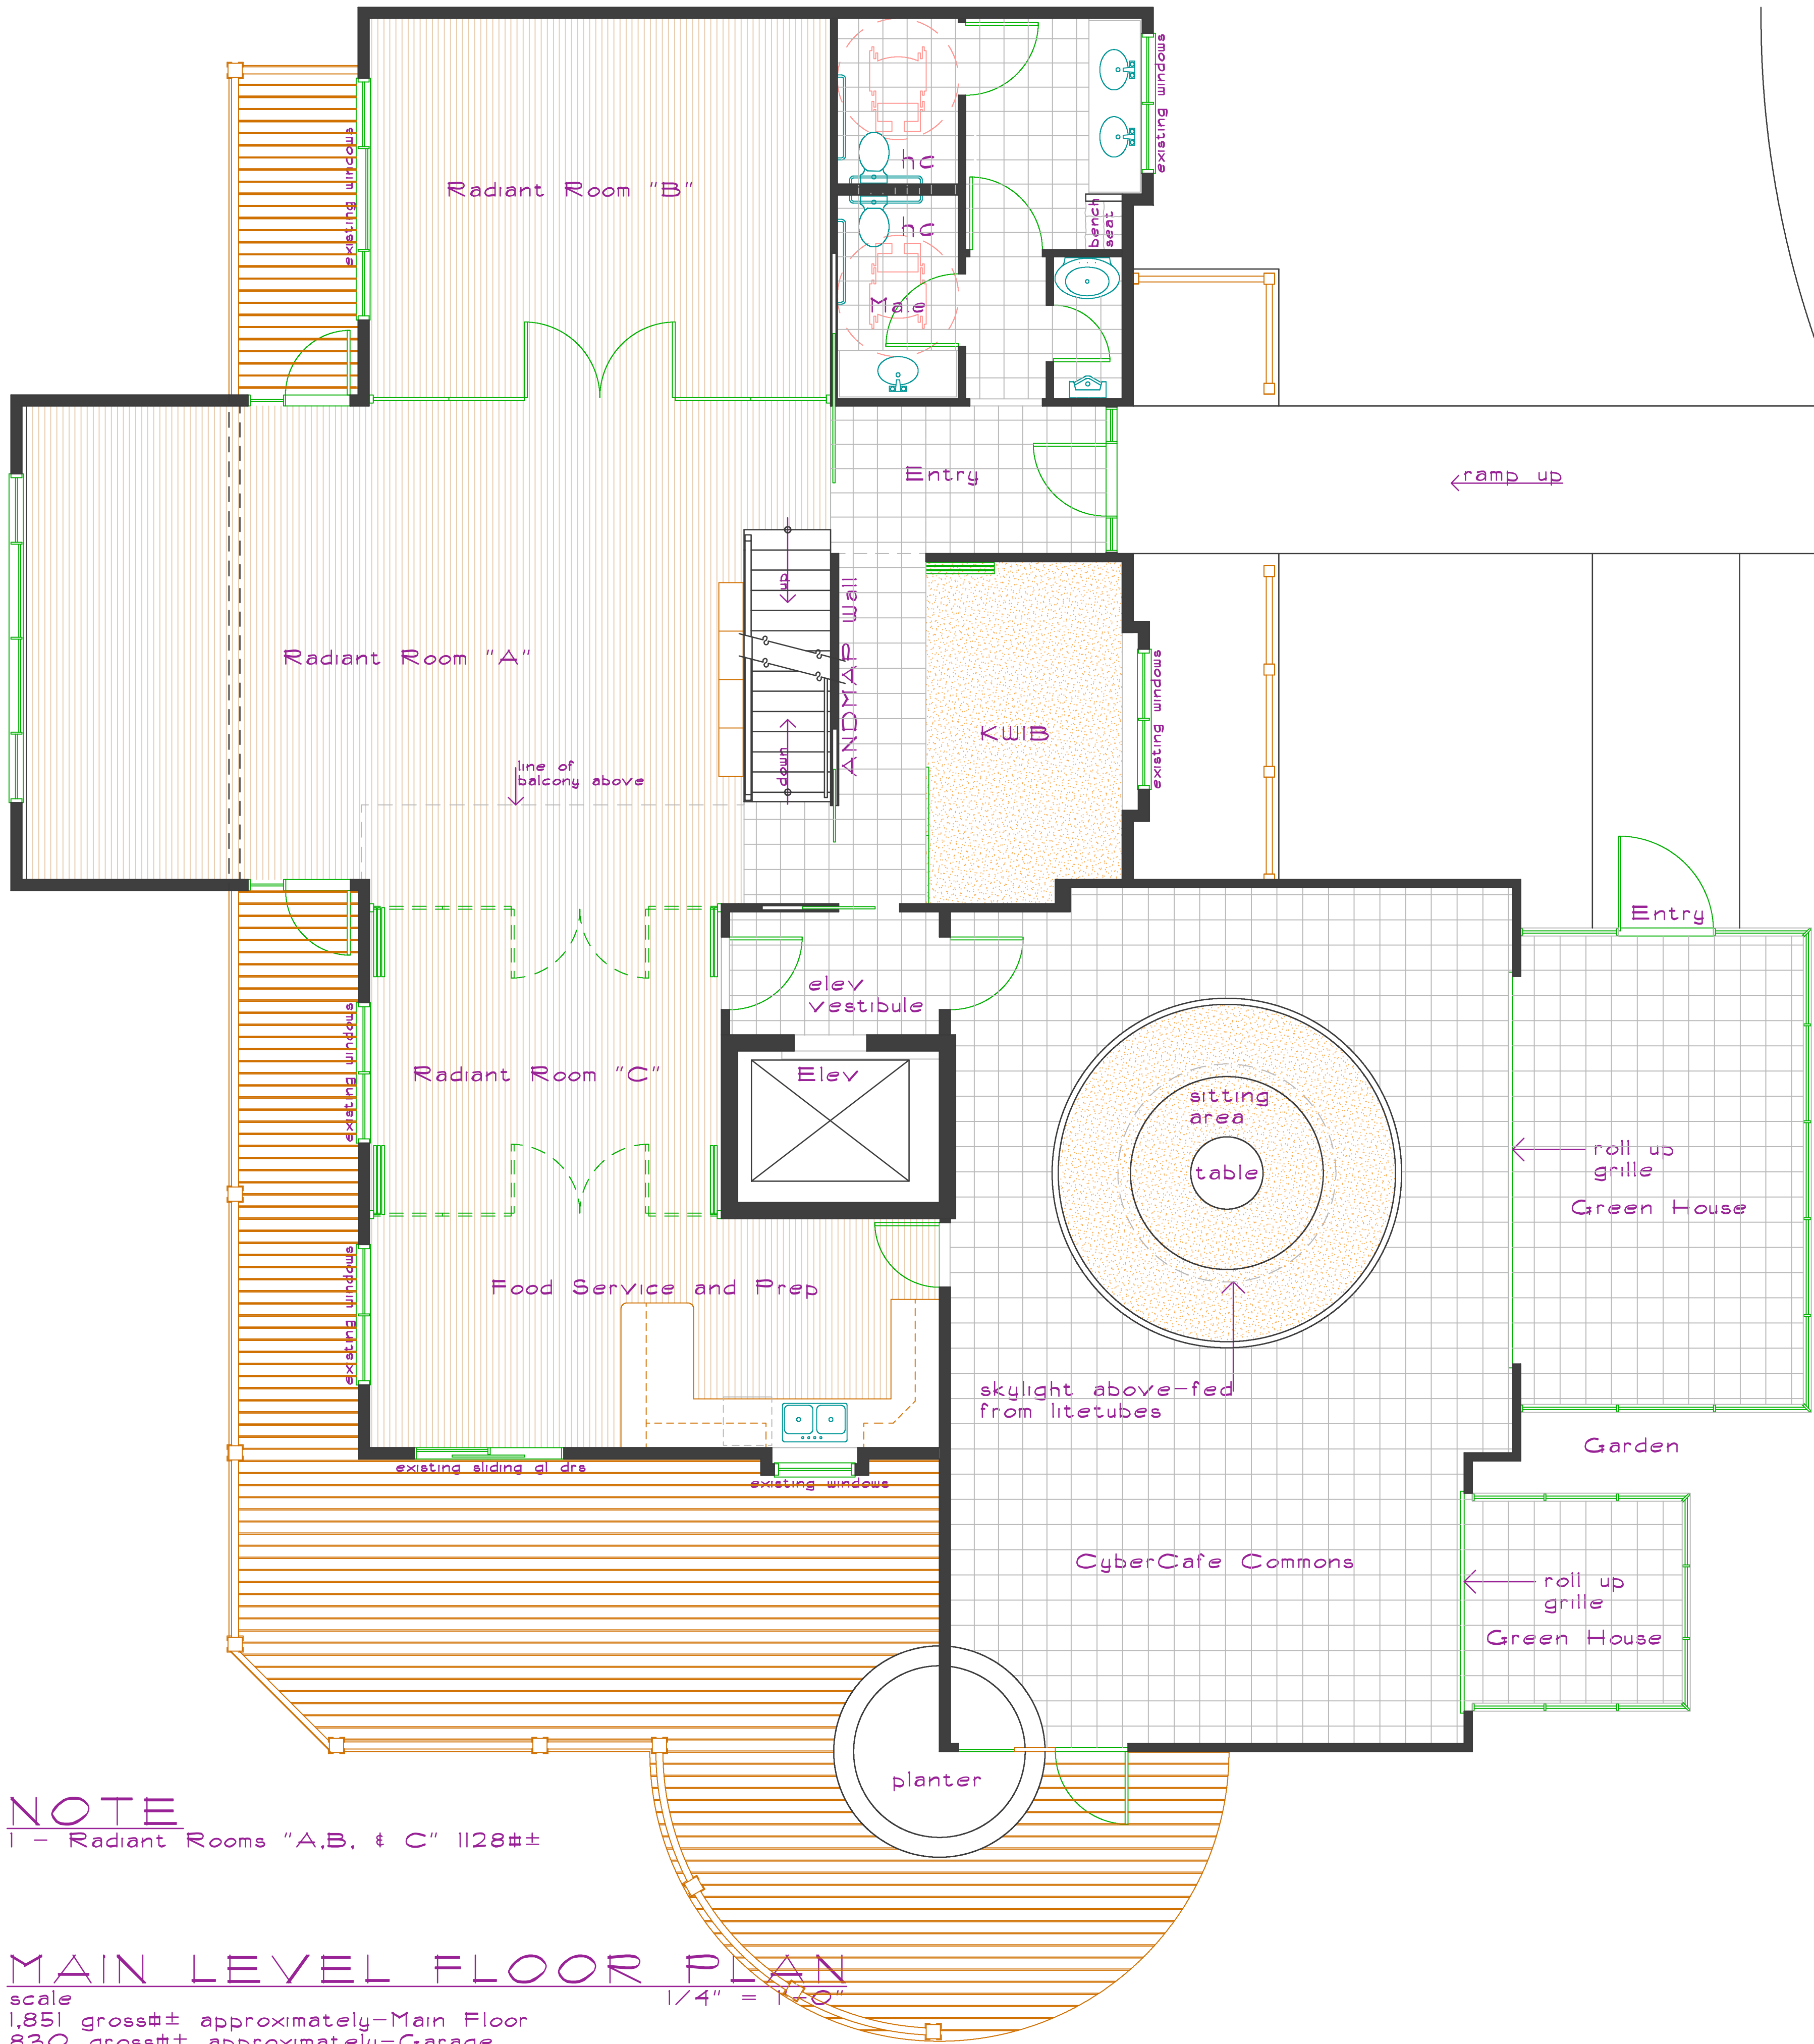 existing windows
existing windows
Radiant Room "B"
hc
hc
bench
seat
Male
Entry
ramp up
up
ANDMAP Wall
Radiant Room "A"
existing windows
KWIB
down
line of
balcony above
Entry
elev
vestibule
existing windows
Radiant Room "C"
Elev
sitting
area
table
roll up
grille
Green House
existing windows
Food Service and Prep
skylight above-fed
from litetubes
Garden
existing sliding gl drs
existing windows
CyberCafe Commons
roll up
grille
Green House
planter
NOTE
1 - Radiant Rooms "A,B, & C" 1128#±
MAIN LEVEL FLOOR PLAN
scale 1/4" = 1'-0"
1,851 gross#± approximately-Main Floor
830 gross#± approximately-Garage